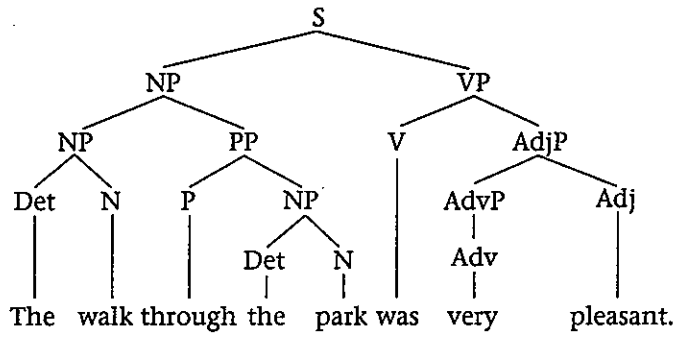 S
NP VP
NP PP V AdjP
Det N P NP AdvP Adj
Det N Adv
The walk through the park was very pleasant.